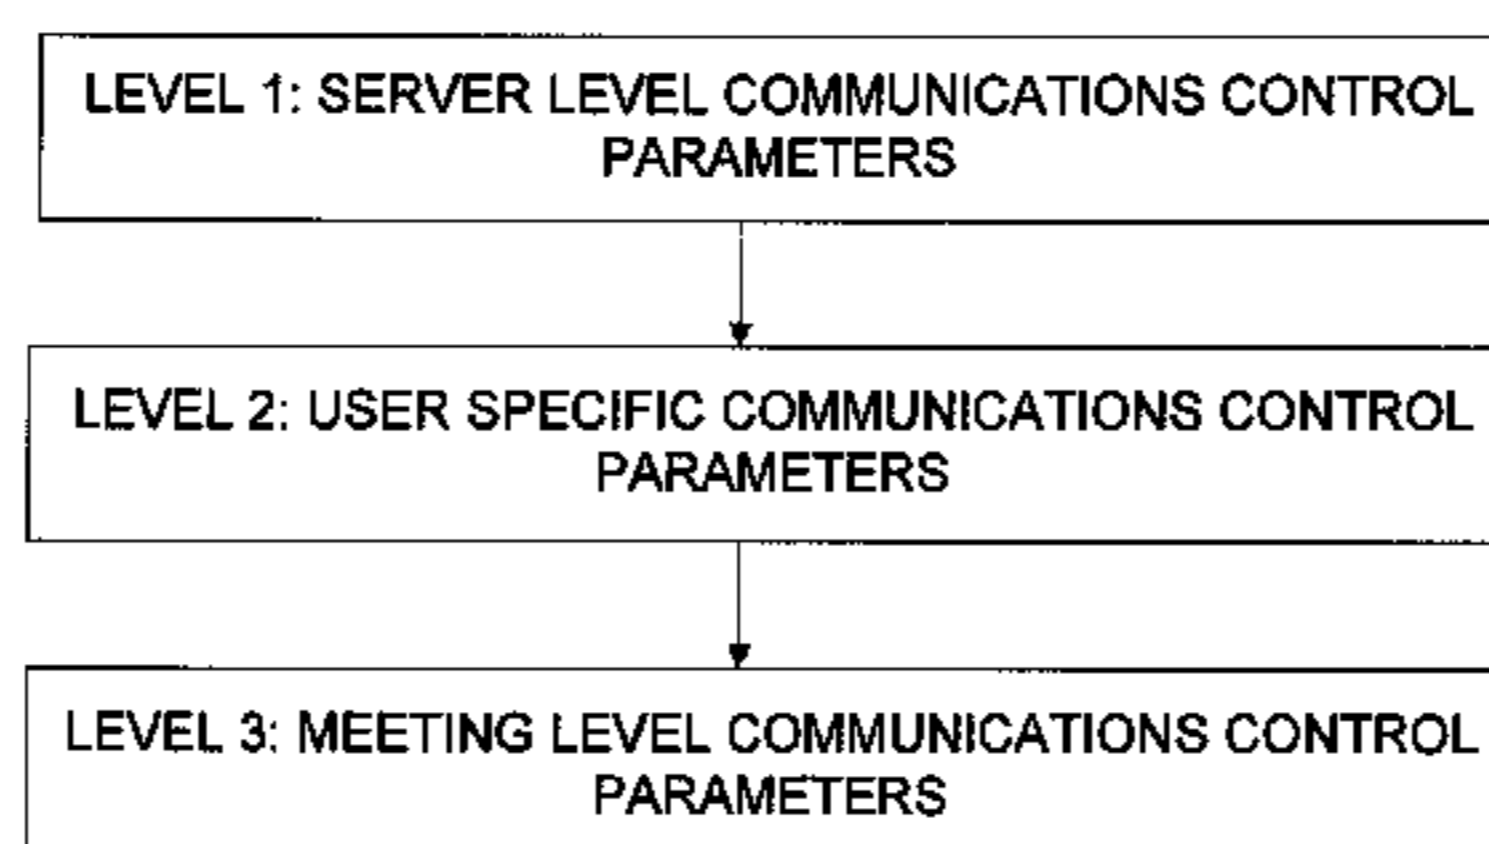 LEVEL 1: SERVER LEVEL COMMUNICATIONS CONTROL
PARAMETERS
LEVEL 2: USER SPECIFIC COMMUNICATIONS CONTROL
PARAMETERS
LEVEL 3: MEETING LEVEL COMMUNICATIONS CONTROL
PARAMETERS